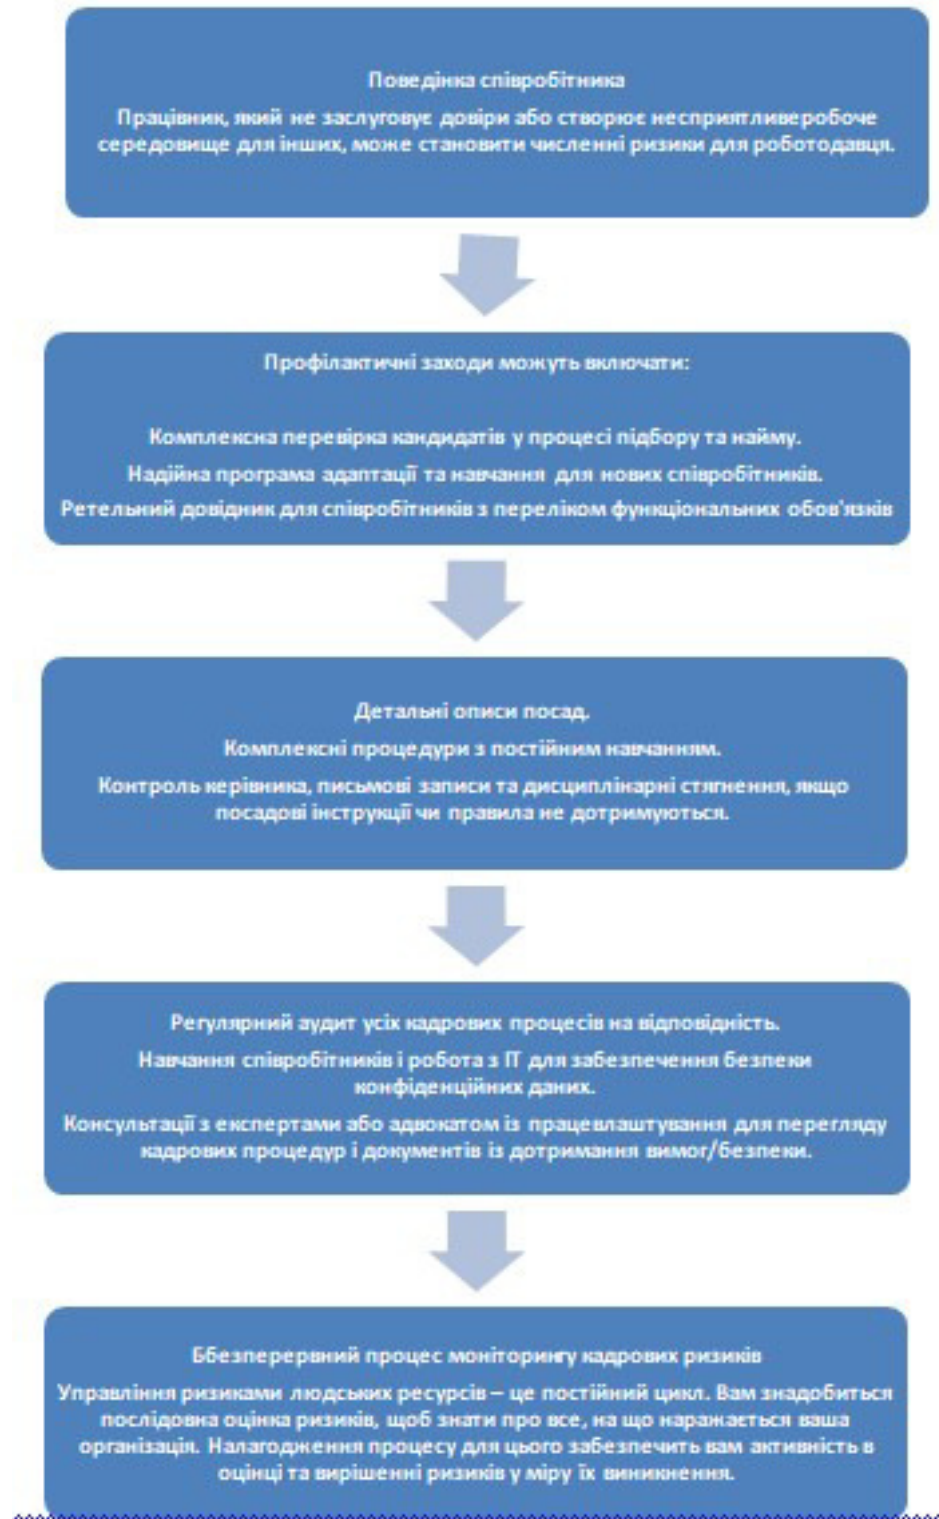 Поведінка співробітника
Працівник, який не заслуговує довіри або створює несприятливеробоче
середовище для інших, може становити численні ризики для роботодавця.
Профілактичні заходи можуть включати:
Комплексна перевірка кандидатів у процесі підбору та найму.
Надійна програма адаптації та навчання для нових співробітників.
Ретельний довідник для співробітників з переліком функціональних обов'язків
Детальні описи посад.
Комплексні процедури з постійним навчанням.
Контроль керівника, письмові записи та дисциплінарні стягнення, якщо
посадові інструкції чи правила не дотримуються.
Регулярний аудит усіх кадрових процесів на відповідність.
Навчання співробітників і робота з ІТ для забезпечення безпеки
конфіденційних даних.
Консультації з експертами або адвокатом із працевлаштування для перегляду
кадрових процедур і документів із дотримання вимог/безпеки.
Ббезперервний процес моніторингу кадрових ризиків
Управління ризиками людських ресурсів – це постійний цикл. Вам знадобиться
послідовна оцінка ризиків, щоб знати про все, на що наражається ваша
організація. Налагодження процесу для цього забезпечить вам активність в
оцінці та вирішенні ризиків у міру їх виникнення.